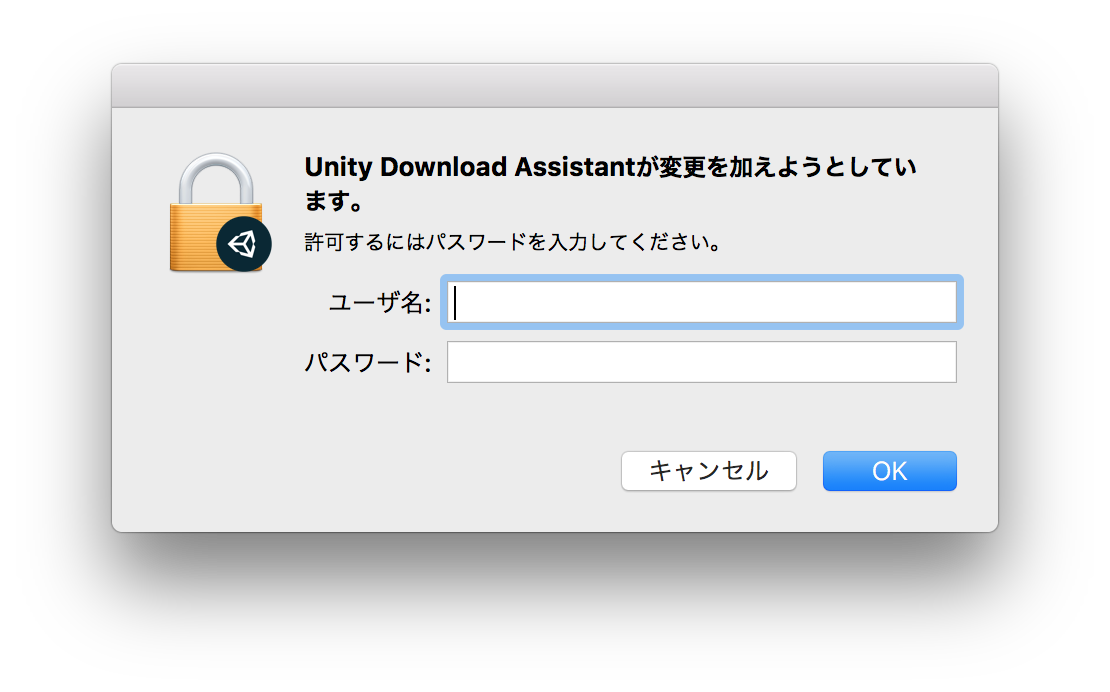 Unity Download Assistantが変更を加えようとしてい
ます。
許可するにはパスワードを入力してください。
ユーザ名:
パスワード:
キャンセル
OK